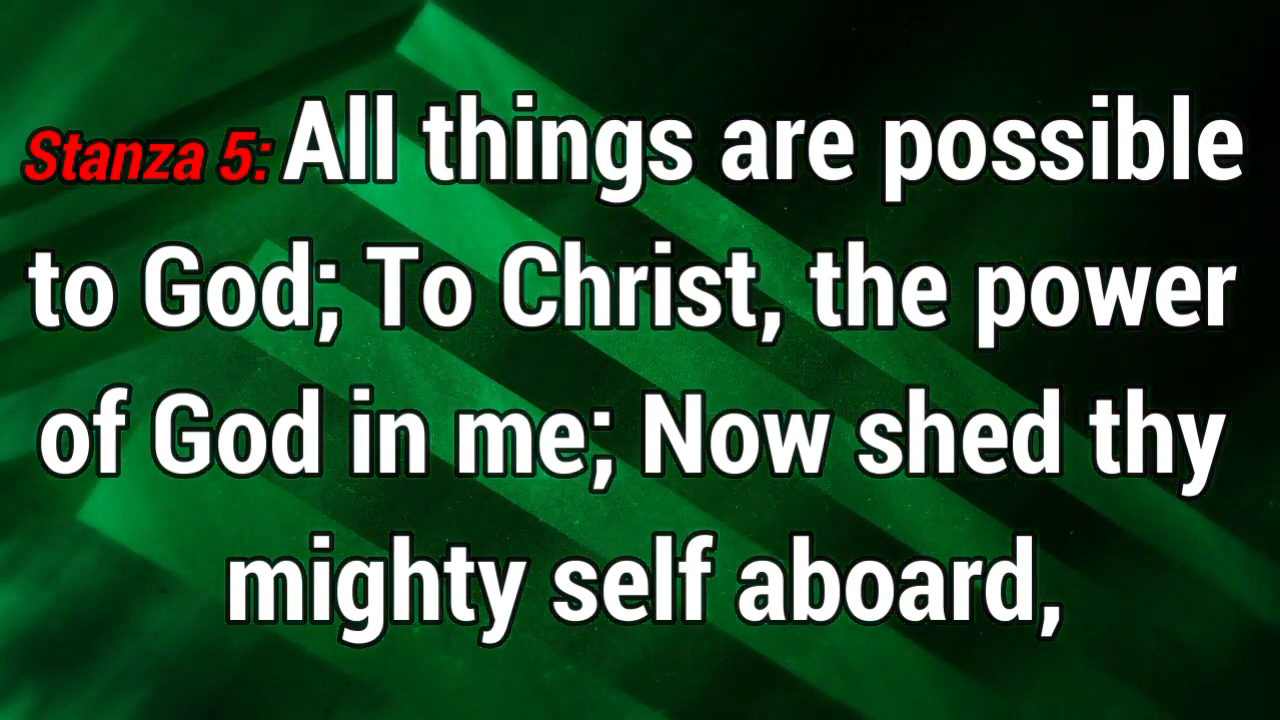 Stanza 5: All things are possible
to God; To Christ, the power
of God in me; Now shed thy
mighty self aboard,